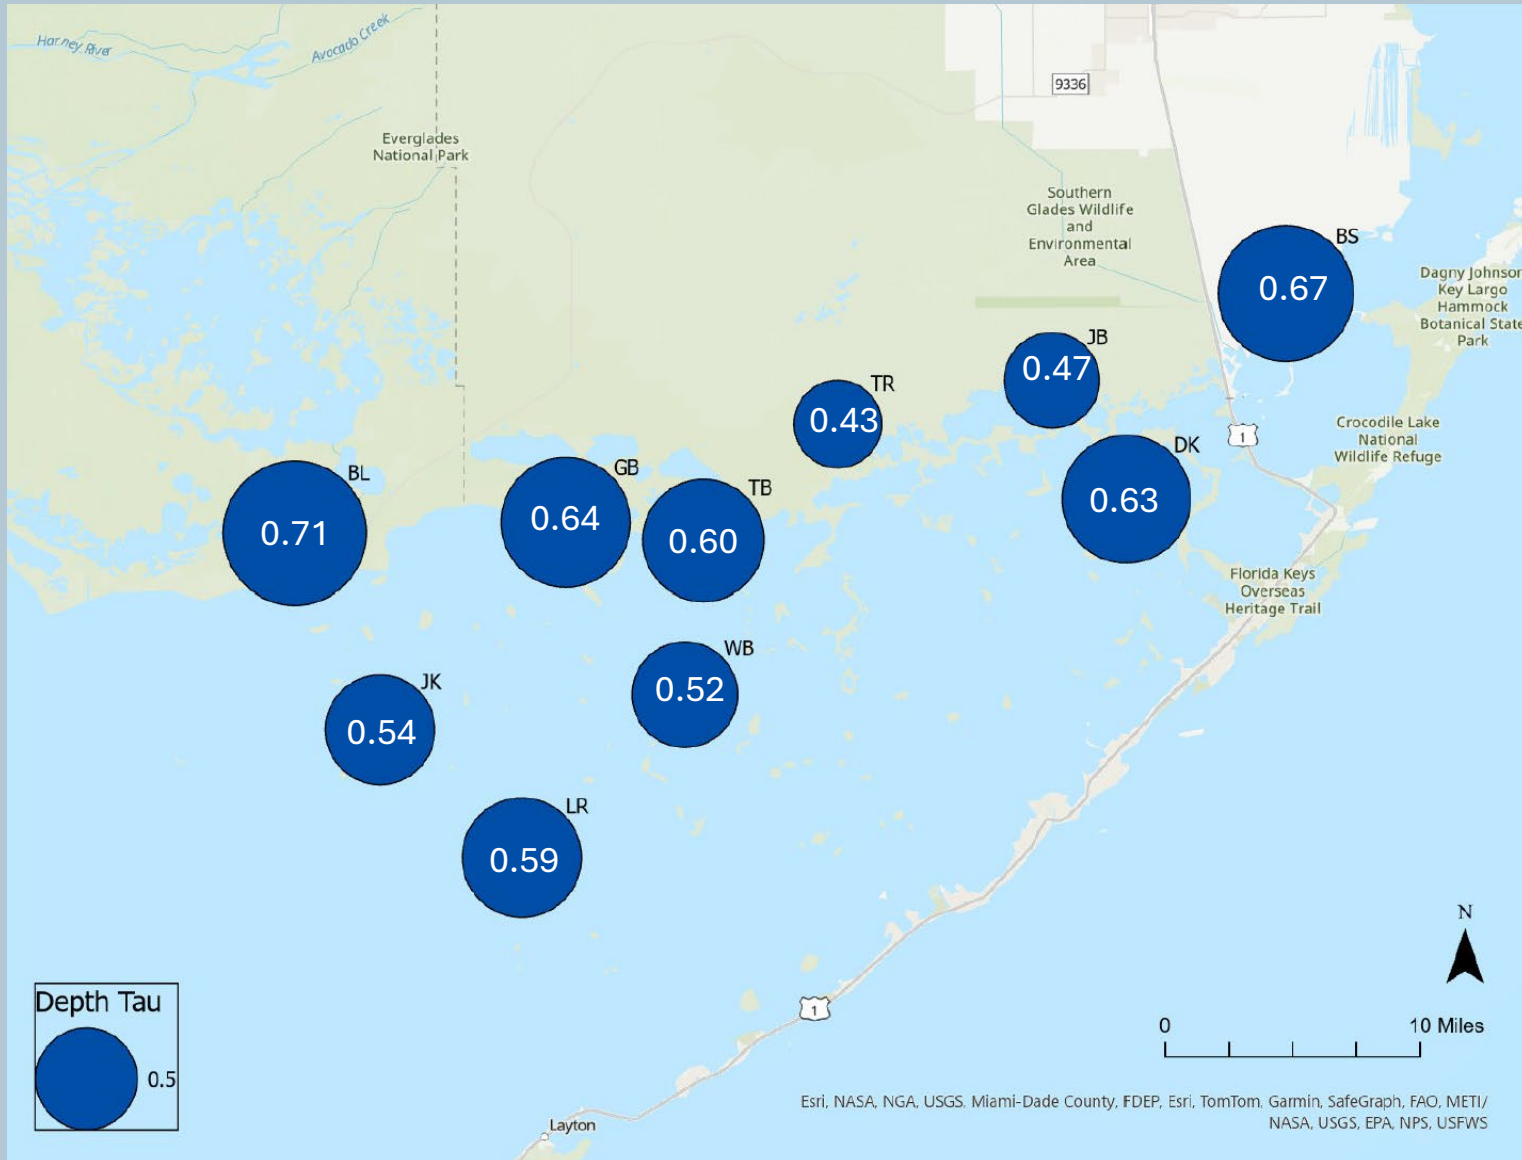 Harney River
Avocado Creek
9336
Everglades
National Park
Southern
Glades Wildlife
and
Environmental
Area
BS
0.67
Dagny Johnson
Key Largo
Hammock
Botanical State
Park
JB
0.47
TR
0.43
Crocodile Lake
National
Wildlife Refuge
1
DK
0.63
BL
0.71
GB
0.64
TB
0.60
Florida Keys
Overseas
Heritage Trail
WB
0.52
JK
0.54
LR
0.59
N
Depth Tau
0.5
1
0 10 Miles
Esri, NASA, NGA, USGS, Miami-Dade County, FDEP, Esri, TomTom, Garmin, SafeGraph, FAO, METI/
NASA, USGS, EPA, NPS, USFWS
Layton